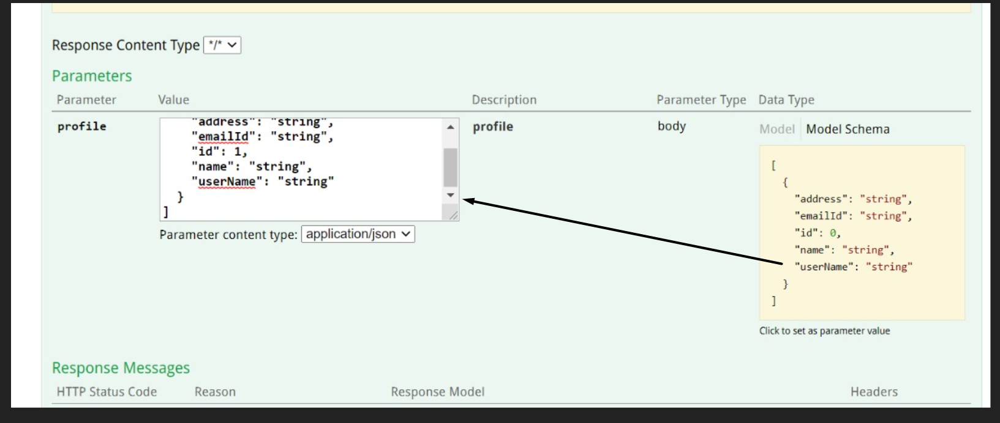 Response Content Type */*
Parameters
Parameter Value Description Parameter Type Data Type
profile
"address": "string",
"emailId": "string",
"id": 1,
"name": "string",
"userName": "string"
}
]
Parameter content type: application/json
profile
body
Model Model Schema
[
{
"address": "string",
"emailId": "string",
"id": 0,
"name": "string",
"userName": "string"
}
]
Click to set as parameter value
Response Messages
HTTP Status Code Reason Response Model Headers